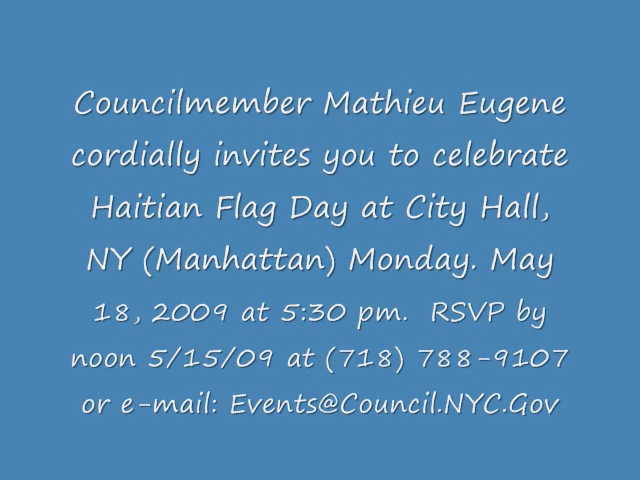 Councilmember Mathieu Eugene
cordially invites you to celebrate
Haitian Flag Day at City Hall,
NY (Manhattan) Monday. May
18, 2009 at 5:30 pm.  RSVP by
noon 5/15/09 at (718) 788-9107
or e-mail: Events@Council.NYC.Gov